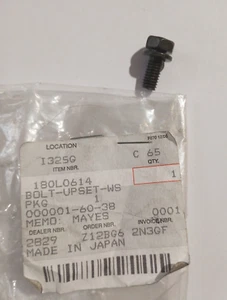 LOCATION
I325G C 65
ITEM NBR. QTY.
180L0614 1
BOLT-UPSET-WS
PKG 1
000001-60-38
MEMO: MAYES 0001
DEALER NBR. ORDER NBR. INVOICE NBR.
2829 Z12BG6 2N3GF
MADE IN JAPAN